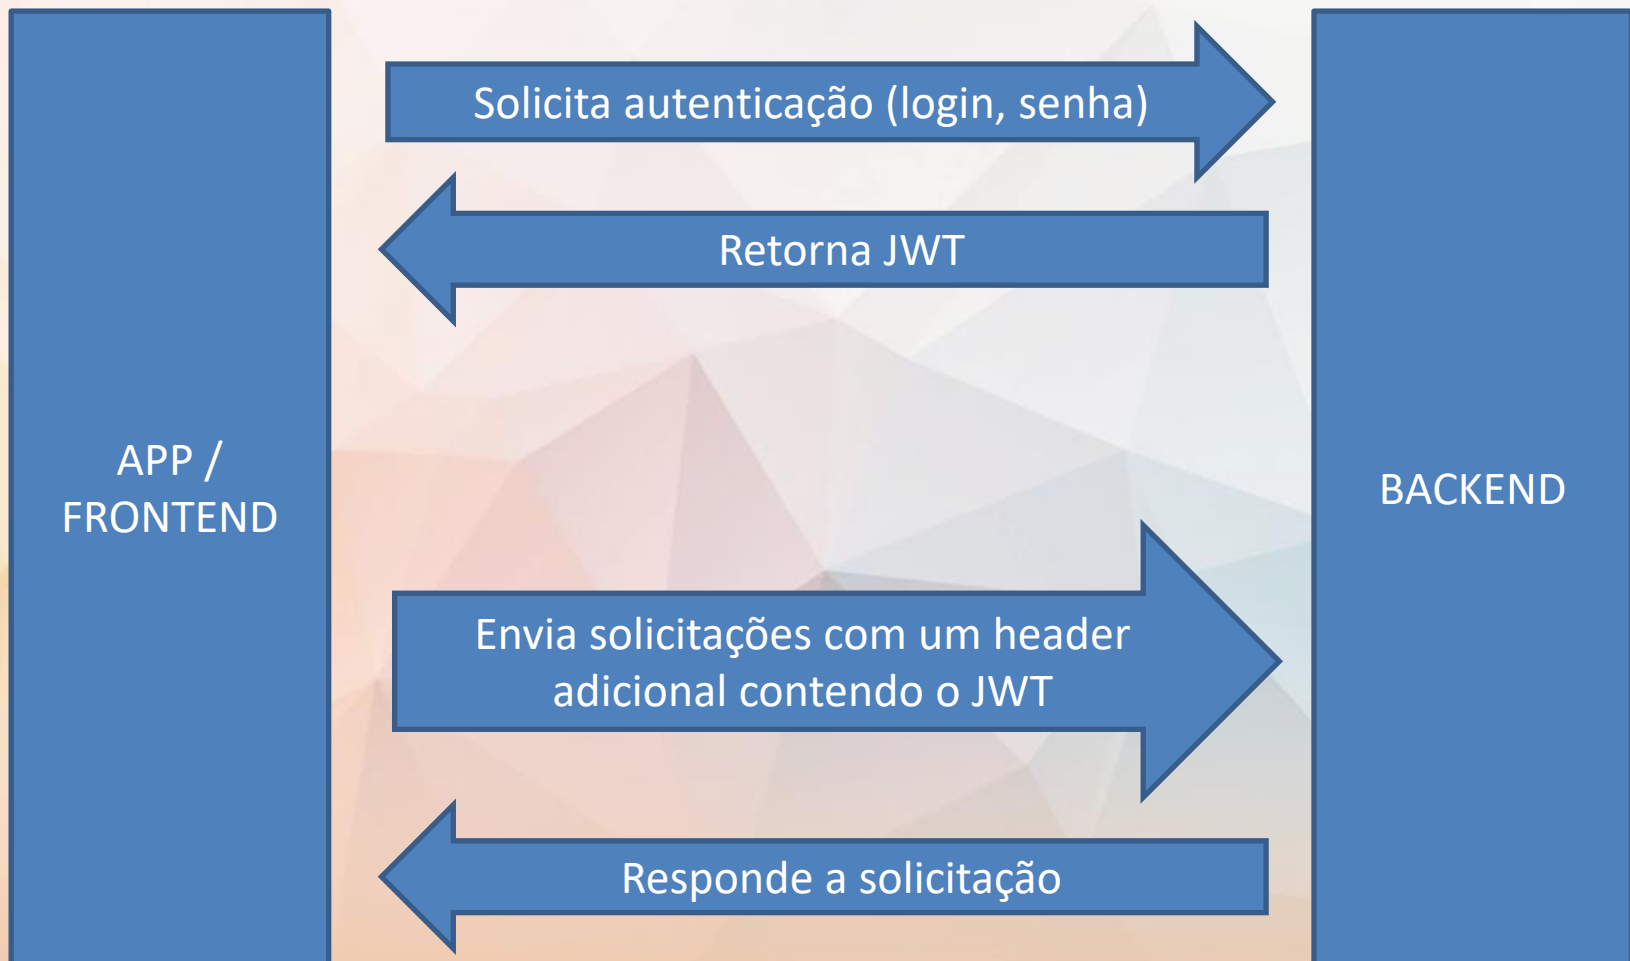 Solicita autenticação (login, senha)
Retorna JWT
APP /
FRONTEND
BACKEND
Envia solicitações com um header
adicional contendo o JWT
Responde a solicitação